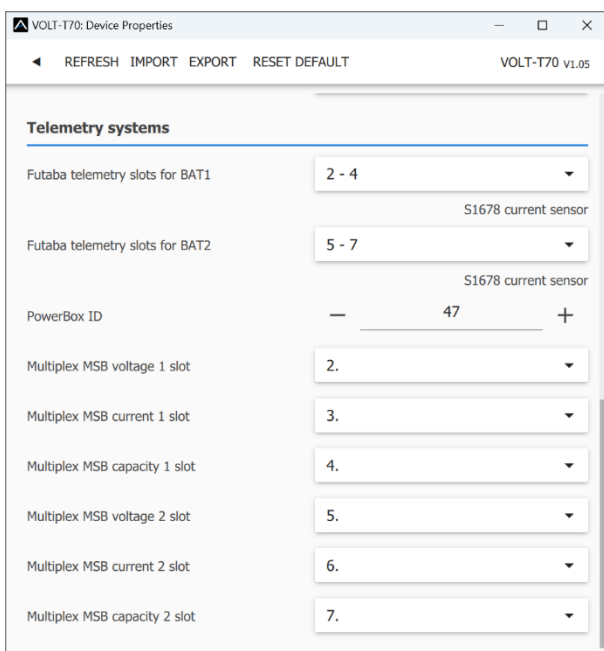 VOLT-T70: Device Properties
REFRESH IMPORT EXPORT RESET DEFAULT VOLT-T70 V1.05
Telemetry systems
Futaba telemetry slots for BAT1 2 - 4
S1678 current sensor
Futaba telemetry slots for BAT2 5 - 7
S1678 current sensor
PowerBox ID — 47 +
Multiplex MSB voltage 1 slot 2.
Multiplex MSB current 1 slot 3.
Multiplex MSB capacity 1 slot 4.
Multiplex MSB voltage 2 slot 5.
Multiplex MSB current 2 slot 6.
Multiplex MSB capacity 2 slot 7.